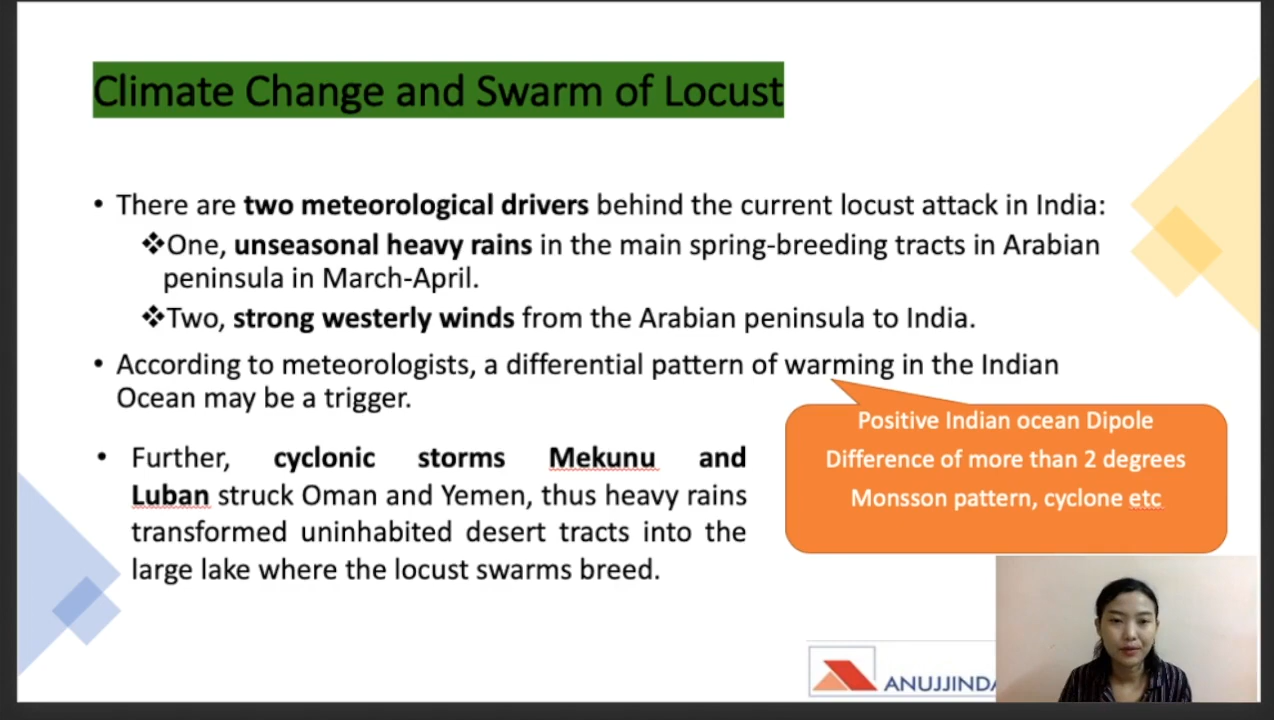 Climate Change and Swarm of Locust
• There are two meteorological drivers behind the current locust attack in India:
❖One, unseasonal heavy rains in the main spring-breeding tracts in Arabian
peninsula in March-April.
❖Two, strong westerly winds from the Arabian peninsula to India.
• According to meteorologists, a differential pattern of warming in the Indian
Ocean may be a trigger.
Positive Indian ocean Dipole
Difference of more than 2 degrees
Monsson pattern, cyclone etc
• Further, cyclonic storms Mekunu and
Luban struck Oman and Yemen, thus heavy rains
transformed uninhabited desert tracts into the
large lake where the locust swarms breed.
ANUJJINDA